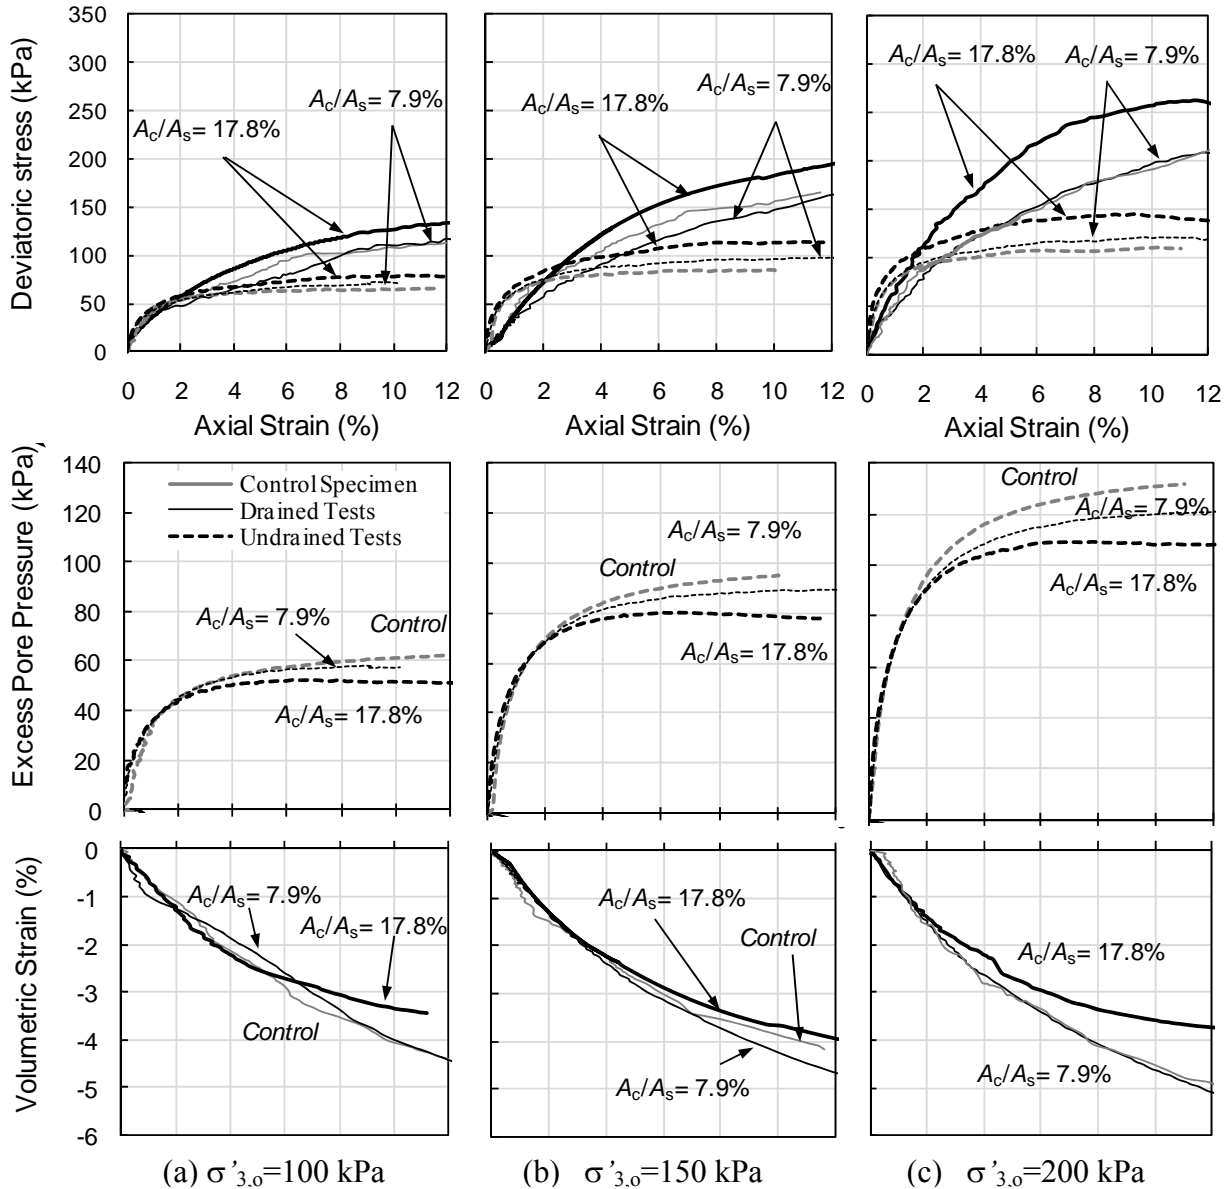 Deviatoric stress (kPa)
350
300
250
200
150
100
50
0
Ac/As= 7.9%
Ac/As= 17.8%
0 2 4 6 8 10 12
Axial Strain (%)
Ac/As= 17.8%
Ac/As= 7.9%
0 2 4 6 8 10 12
Axial Strain (%)
Ac/As= 17.8%
Ac/As= 7.9%
0 2 4 6 8 10 12
Axial Strain (%)
Excess Pore Pressure (kPa)
140
120
100
80
60
40
20
0
Control Specimen
Drained Tests
Undrained Tests
Ac/As= 7.9%
Control
Ac/As= 17.8%
Ac/As= 7.9%
Control
Ac/As= 17.8%
Control
Ac/As= 7.9%
Ac/As= 17.8%
Volumetric Strain (%)
0
-1
-2
-3
-4
-5
-6
Ac/As= 7.9%
Ac/As= 17.8%
Control
Ac/As= 17.8%
Control
Ac/As= 7.9%
Ac/As= 17.8%
Ac/As= 7.9%
(a) σ'3,o=100 kPa
(b) σ'3,o=150 kPa
(c) σ'3,o=200 kPa